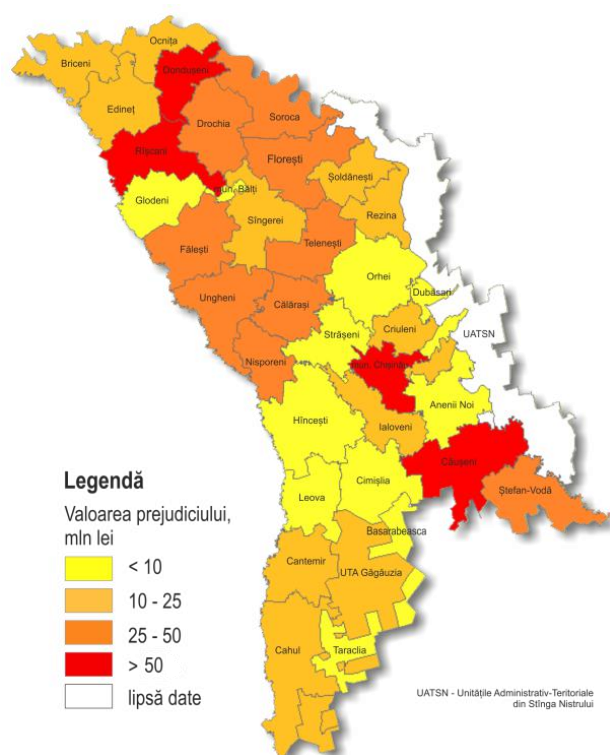 Ocnița
Briceni
Dondușeni
Edineț
Soroca
Drochia
Rîșcani
Florești
Șoldănești
mun. Bălți
Glodeni
Rezina
Sîngerei
Telenești
Fălești
Orhei
Dubăsari
Ungheni
Călărași
UATSN
Strășeni
Criuleni
Nisporeni
mun. Chișinău
Anenii Noi
Hîncești
Ialoveni
Căușeni
Ștefan-Vodă
Leova
Cimișlia
Basarabeasca
Cantemir
UTA Găgăuzia
Cahul
Taraclia
Legendă
Valoarea prejudiciului,
mln lei
< 10
10 - 25
25 - 50
> 50
lipsă date
UATSN - Unitățile Administrativ-Teritoriale
din Stînga Nistrului